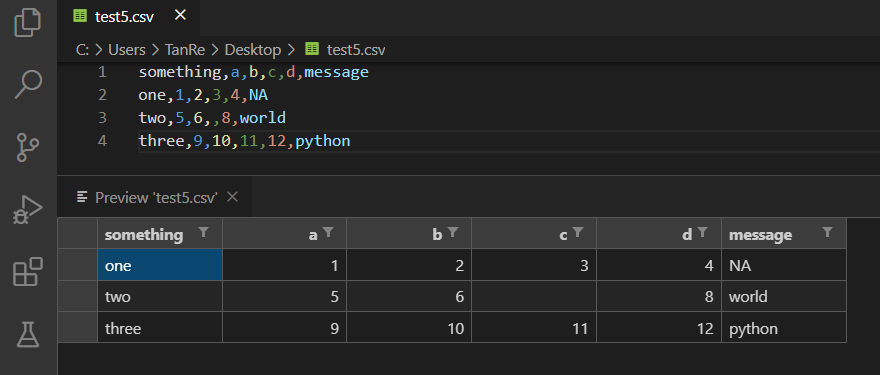 test5.csv
C: > Users > TanRe > Desktop > test5.csv
1 something,a,b,c,d,message
2 one,1,2,3,4,NA
3 two,5,6,,8,world
4 three,9,10,11,12,python
Preview 'test5.csv'
something a b c d message
one 1 2 3 4 NA
two 5 6 8 world
three 9 10 11 12 python